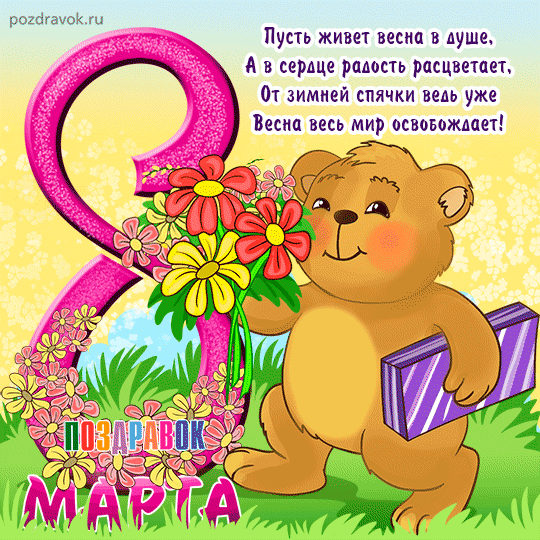 pozdravok.ru
Пусть живет весна в душе,
А в сердце радость расцветает,
От зимней спячки ведь уже
Весна весь мир освобождает!
8
ПОЗДРАВОК
МАРТА